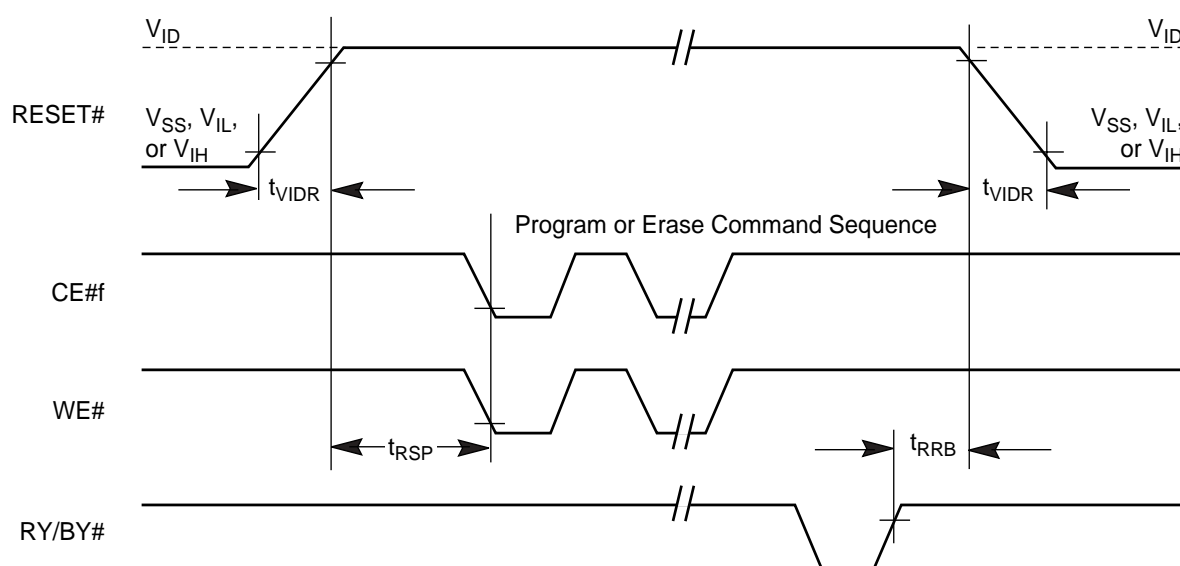 VID
VID
RESET#
VSS, VIL,
or VIH
VSS, VIL,
or VIH
tVIDR
tVIDR
Program or Erase Command Sequence
CE#f
WE#
tRSP
tRRB
RY/BY#